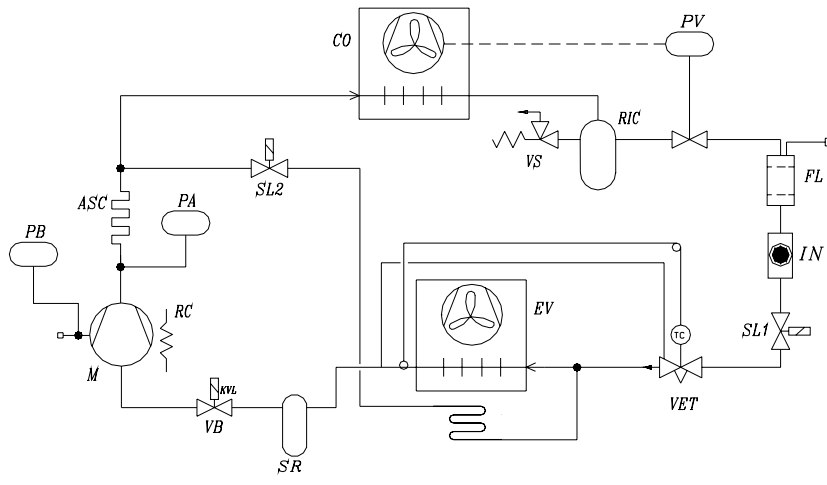 PV
CO
RIC
VS
FL
SL2
ASC
PA
PB
IN
EV
RC
SL1
TC
M
KVL
VET
VB
SR